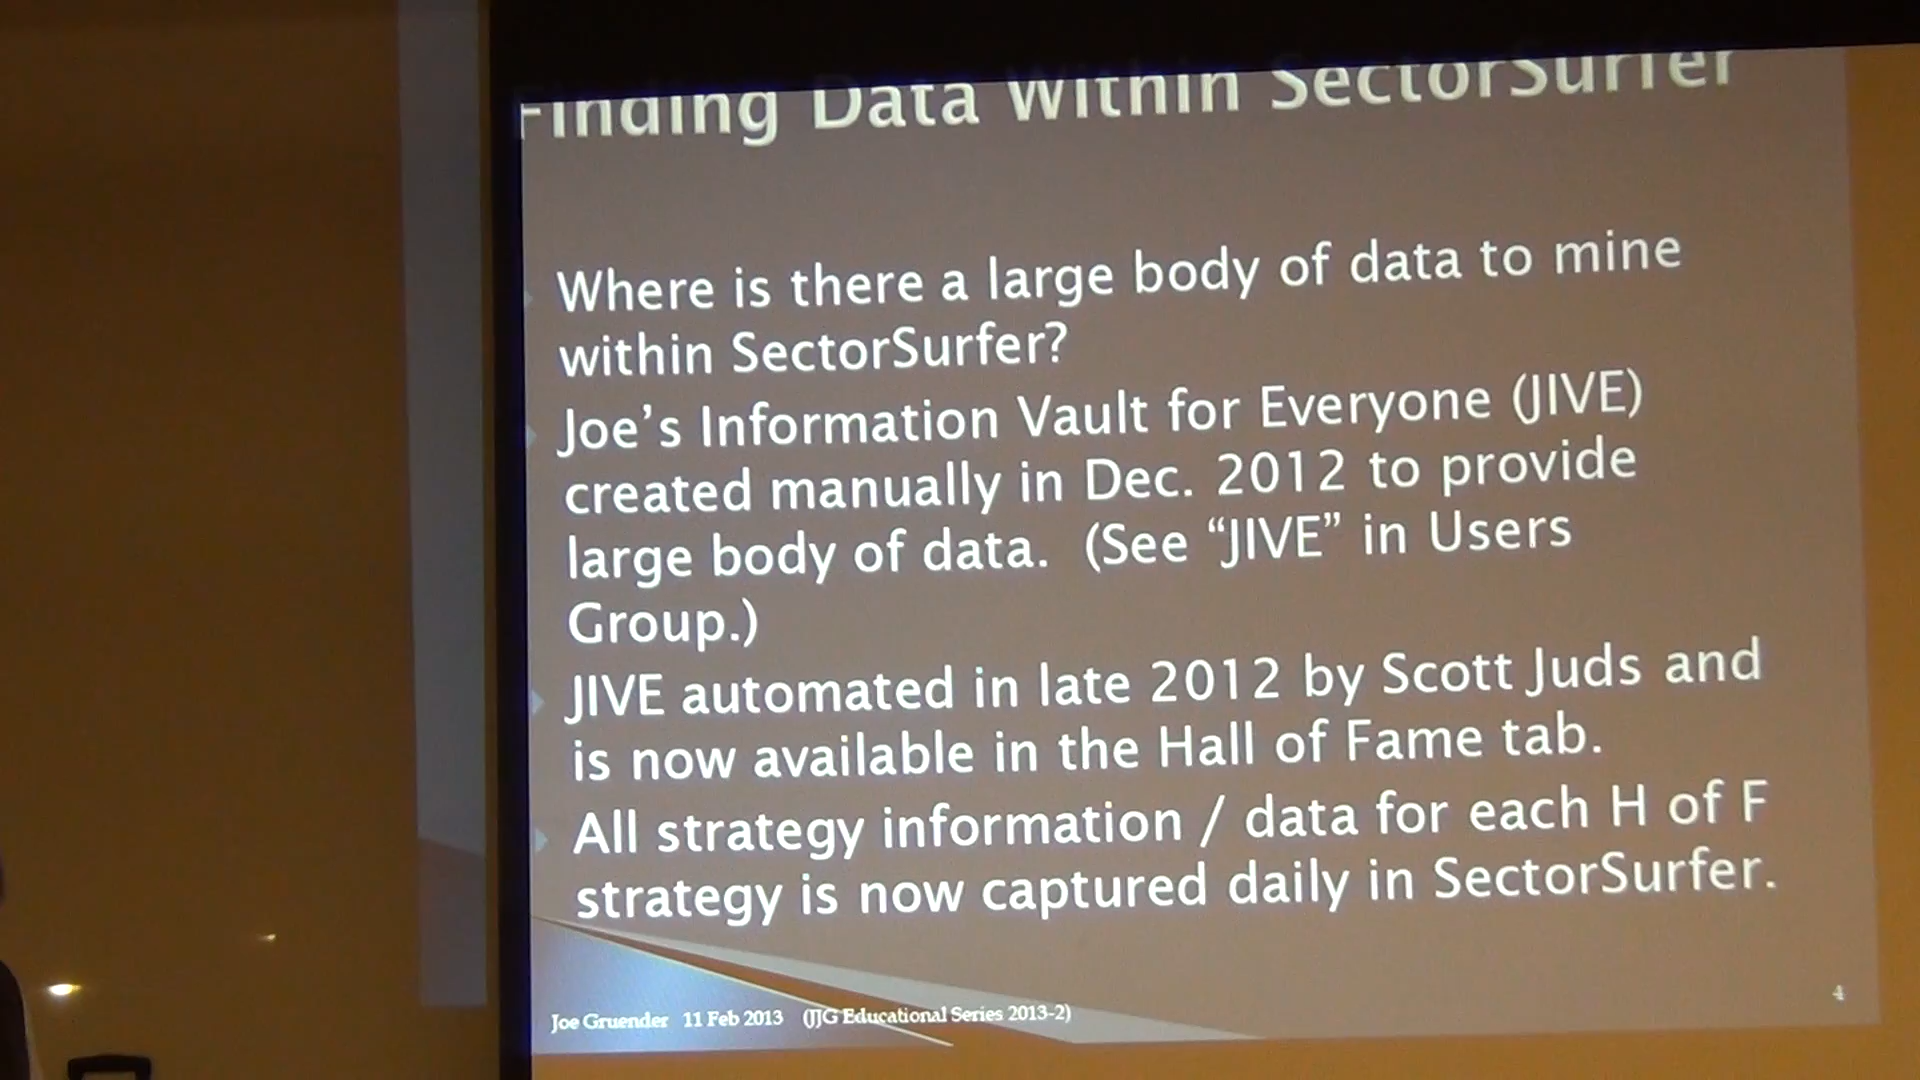 Finding Data Within SectorSurfer
Where is there a large body of data to mine
within SectorSurfer?
Joe's Information Vault for Everyone (JIVE)
created manually in Dec. 2012 to provide
large body of data. (See “JIVE” in Users
Group.)
JIVE automated in late 2012 by Scott Juds and
is now available in the Hall of Fame tab.
All strategy information / data for each H of F
strategy is now captured daily in SectorSurfer.
Joe Gruender 11 Feb 2013 (JJG Educational Series 2013-2)
4